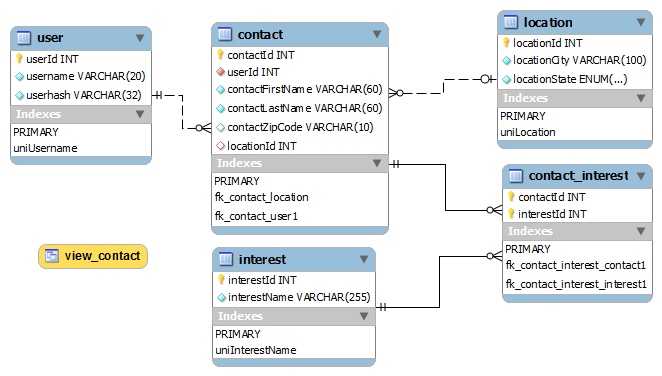 user
userId INT
username VARCHAR(20)
userhash VARCHAR(32)
Indexes
PRIMARY
uniUsername
contact
contactId INT
userId INT
contactFirstName VARCHAR(60)
contactLastName VARCHAR(60)
contactZipCode VARCHAR(10)
locationId INT
Indexes
PRIMARY
fk_contact_location
fk_contact_user1
location
locationId INT
locationCity VARCHAR(100)
locationState ENUM(...)
Indexes
PRIMARY
uniLocation
contact_interest
contactId INT
interestId INT
Indexes
PRIMARY
fk_contact_interest_contact1
fk_contact_interest_interest1
view_contact
interest
interestId INT
interestName VARCHAR(255)
Indexes
PRIMARY
uniInterestName